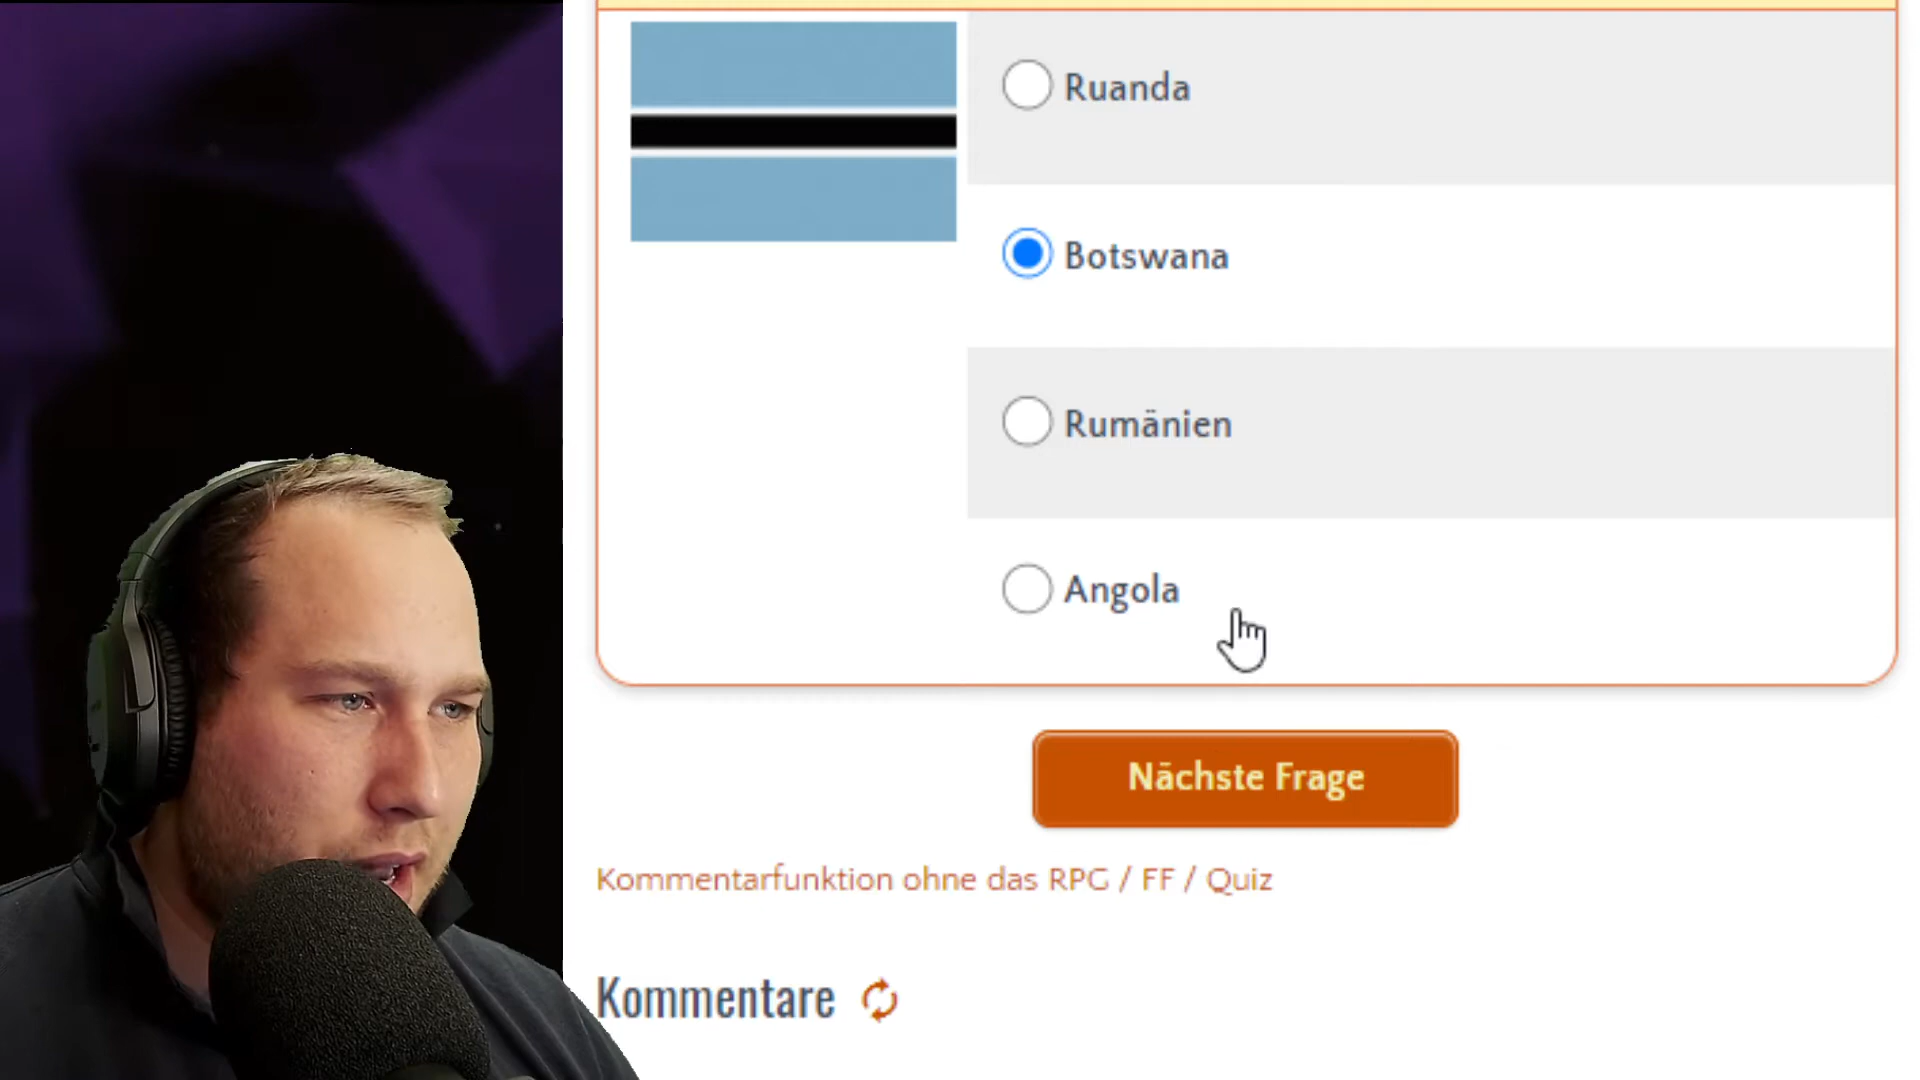 Ruanda
Botswana
Rumänien
Angola
Nächste Frage
Kommentarfunktion ohne das RPG / FF / Quiz
Kommentare